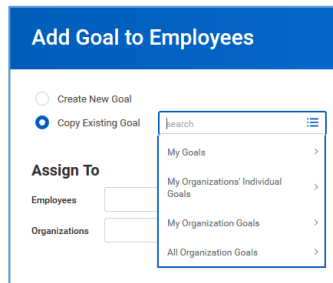 Add Goal to Employees
Create New Goal
Copy Existing Goal
search
My Goals
My Organizations' Individual
Goals
My Organization Goals
All Organization Goals
Assign To
Employees
Organizations